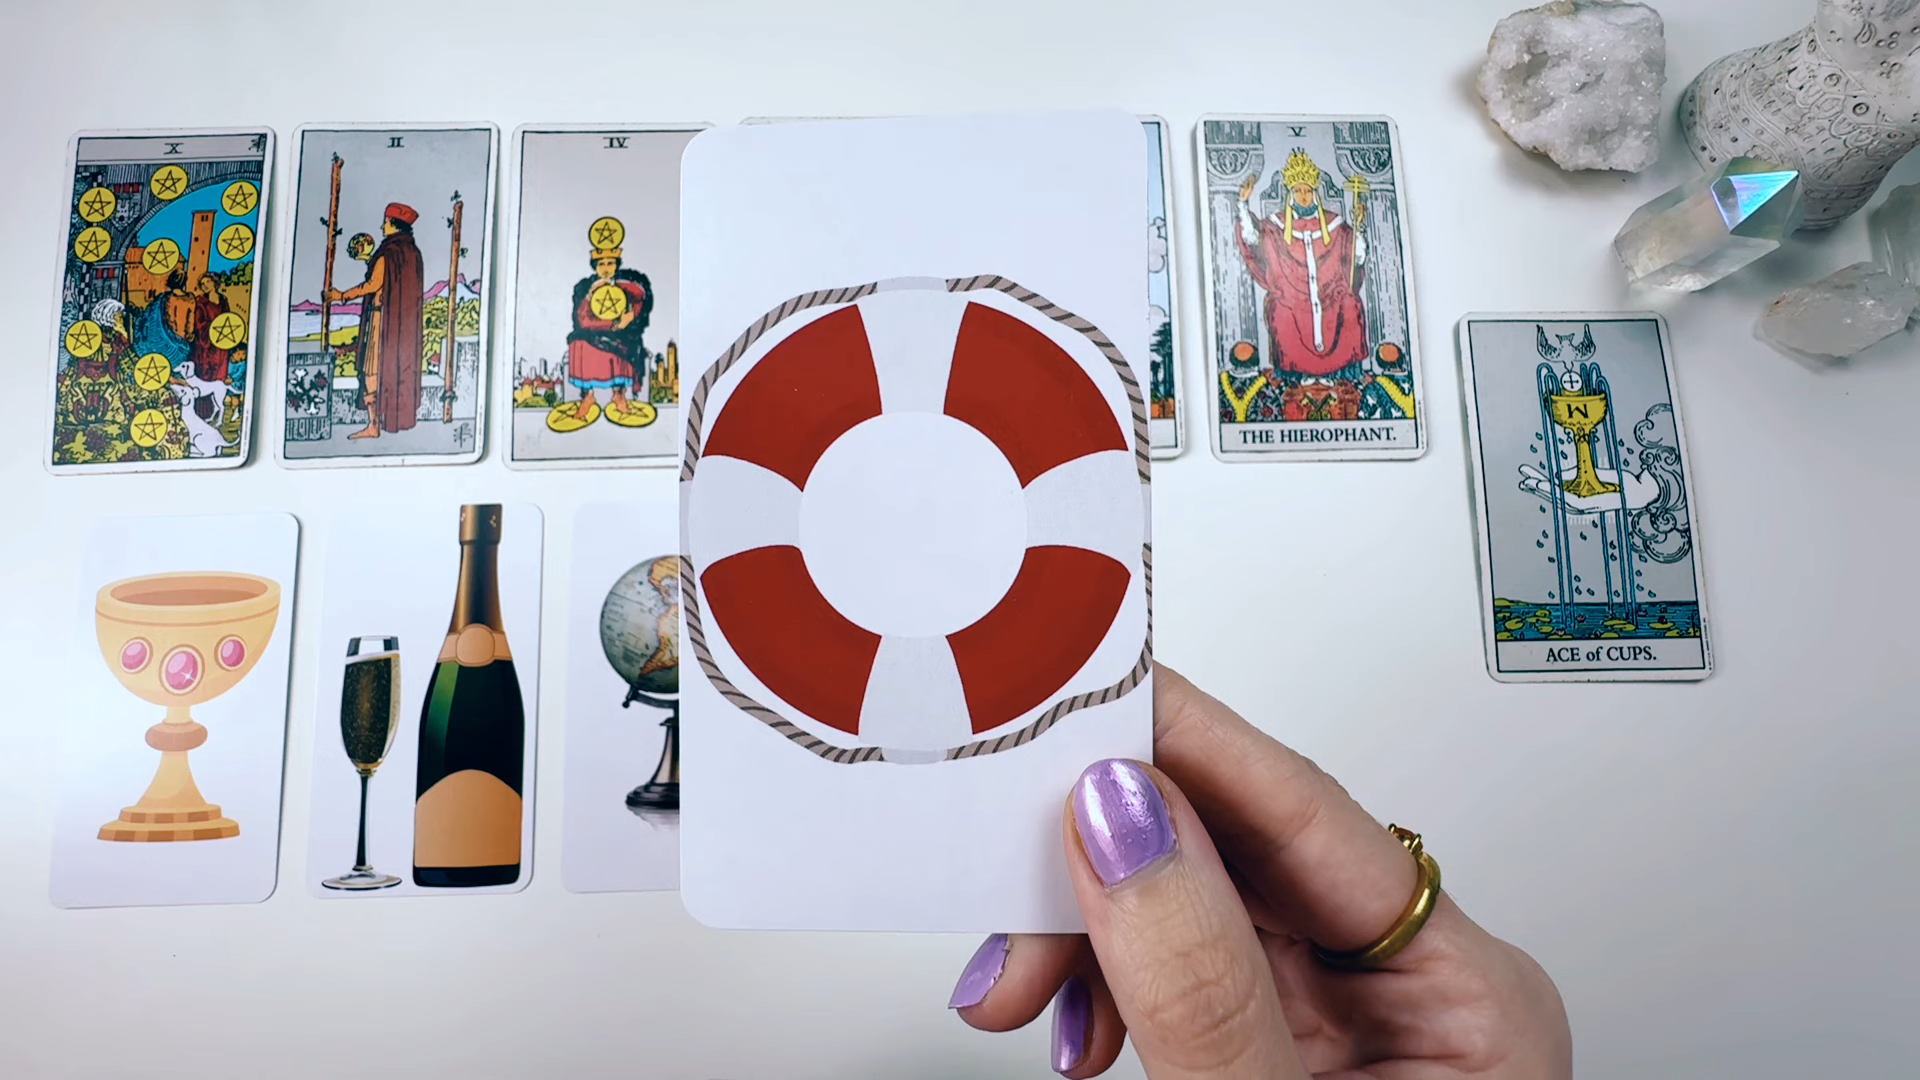 X
II
IV
V
THE HIEROPHANT.
W
ACE of CUPS.